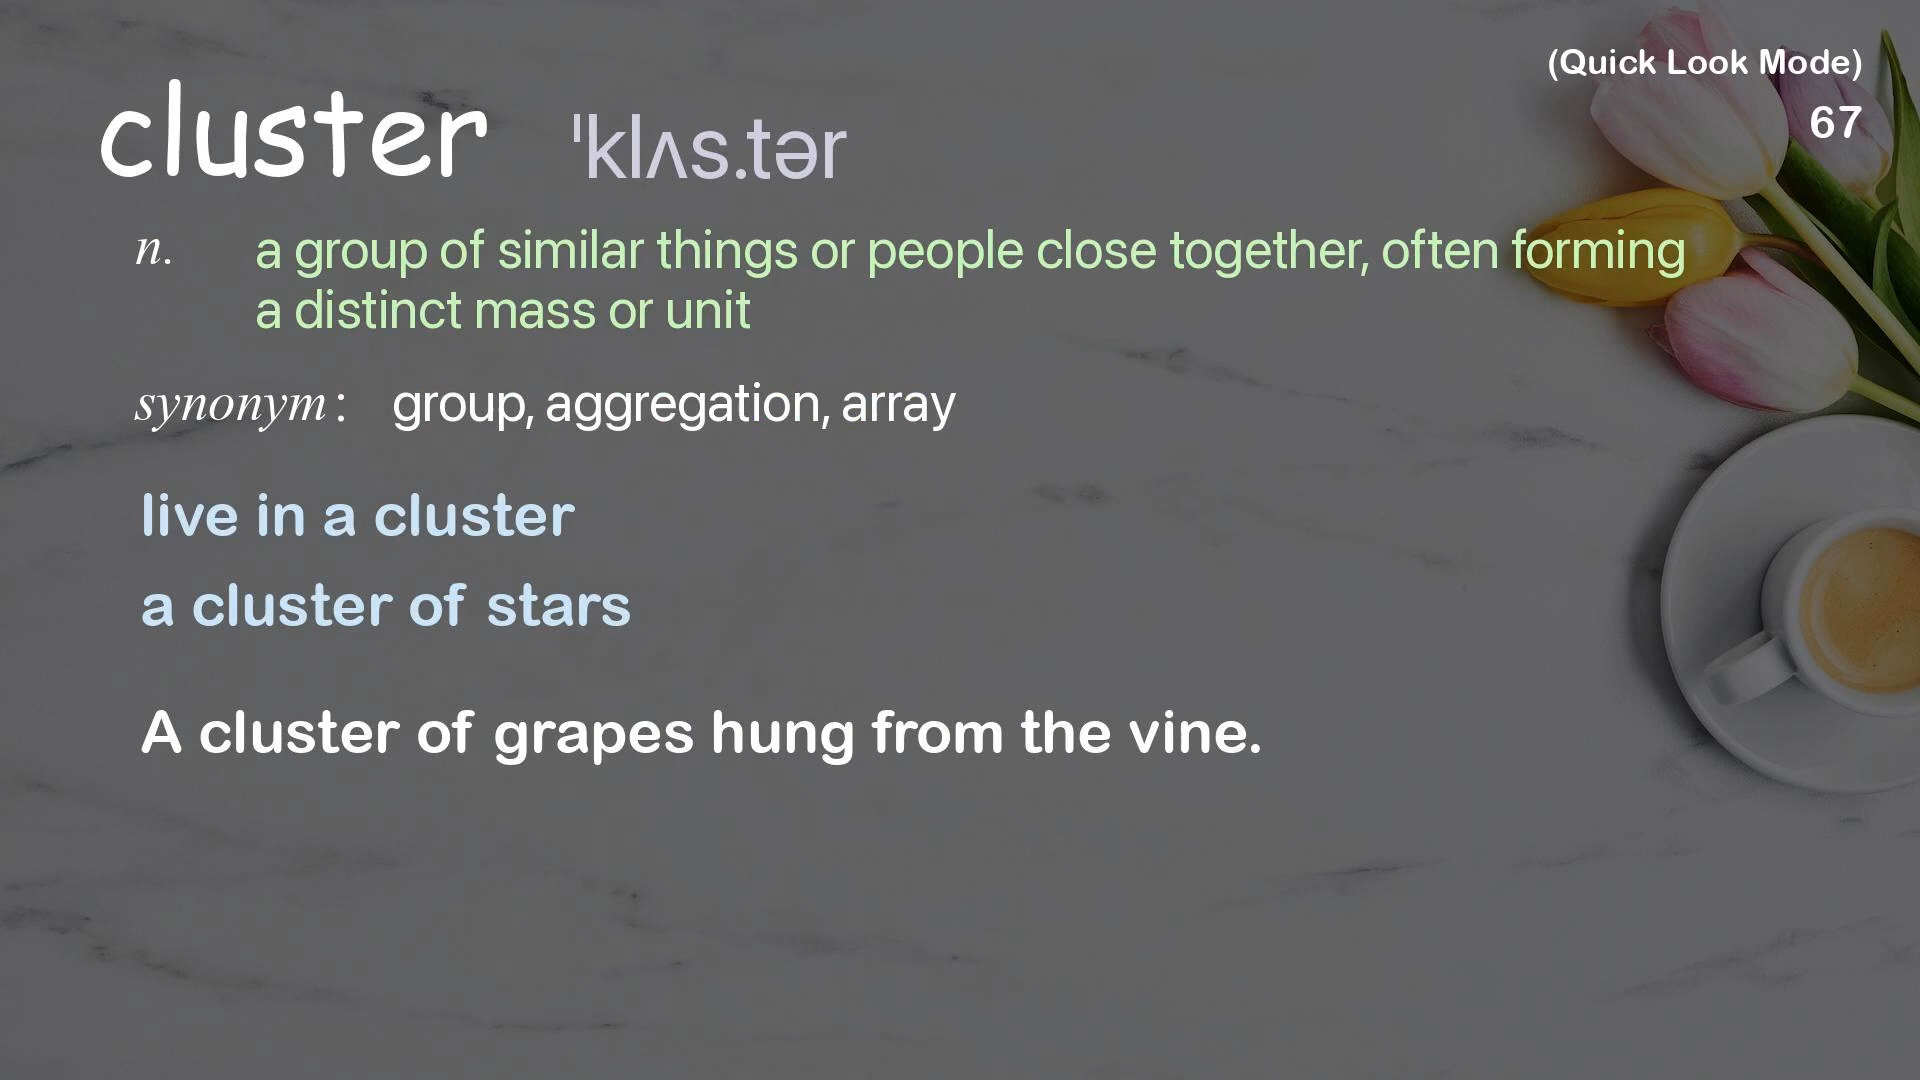 (Quick Look Mode)
67
cluster ˈklʌs.tər
n. a group of similar things or people close together, often forming
a distinct mass or unit
synonym: group, aggregation, array
live in a cluster
a cluster of stars
A cluster of grapes hung from the vine.